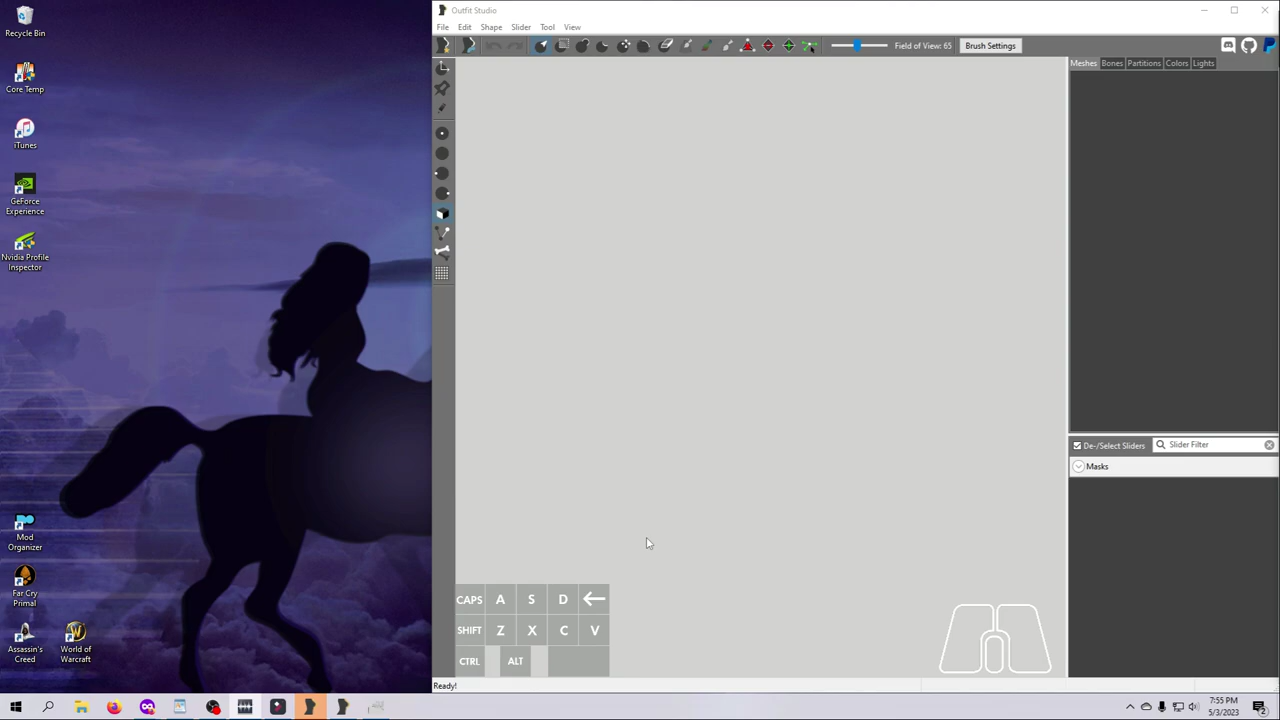 Recycle Bin
Core Temp
iTunes
GeForce
Experience
Nvidia Profile
Inspector
Mod
Organizer
Far Cry
Primal
Assassin's
Creed
World of
Warcraft
Outfit Studio
File Edit Shape Slider Tool View
Field of View: 65 Brush Settings
Meshes Bones Partitions Colors Lights
De-/Select Sliders Slider Filter
Masks
CAPS A S D ←
SHIFT Z X C V
CTRL ALT
Ready!
7:55 PM
5/3/2023
2